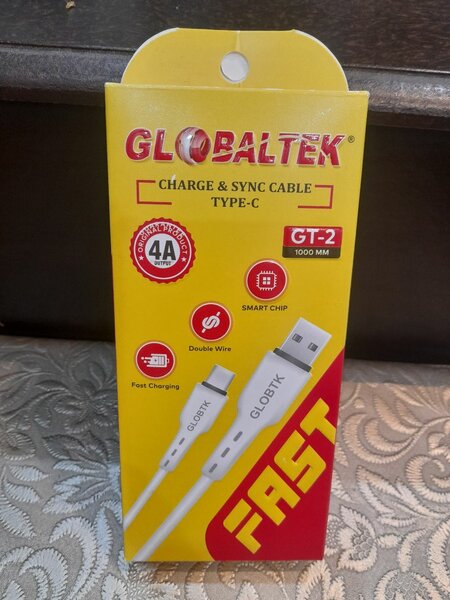 GLOBALTEK®
CHARGE & SYNC CABLE
TYPE-C
GT-2
1000 MM
ORIGINAL PRODUCT
4A
OUTPUT
SMART CHIP
Double Wire
Fast Charging
GLOBTK
GLOBTK
FAST